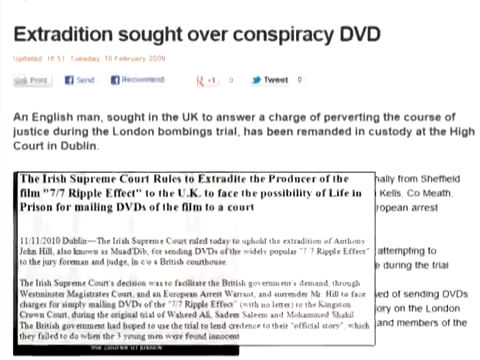 Extradition sought over conspiracy DVD
Updated: 18:51, Tuesday, 10 February 2009
Print Send Recommend +1 0 Tweet 0
An English man, sought in the UK to answer a charge of perverting the course of
justice during the London bombings trial, has been remanded in custody at the High
Court in Dublin.
The Irish Supreme Court Rules to Extradite the Producer of the
film "7/7 Ripple Effect" to the U.K. to face the possibility of Life in
Prison for mailing DVDs of the film to a court
nally from Sheffield
Kells, Co Meath,
ropean arrest
11/11/2010 Dublin—The Irish Supreme Court ruled today to uphold the extradition of Anthony
John Hill, also known as Muad'Dib, for sending DVDs of the widely popular "7/7 Ripple Effect"
to the jury foreman and judge, in c/o a British courthouse.
attempting to
during the trial
The Irish Supreme Court's decision was to facilitate the British government's demand, through
Westminster Magistrates Court, and an European Arrest Warrant, and surrender Mr. Hill to face
charges for simply mailing DVDs of the "7/7 Ripple Effect" (with no letter) to the Kingston
Crown Court, during the original trial of Waheed Ali, Sadeer Saleem and Mohammed Shakil.
The British government had hoped to use the trial to lend credence to their "official story", which
they failed to do when the 3 young men were found innocent
ed of sending DVDs
ory on the London
and members of the